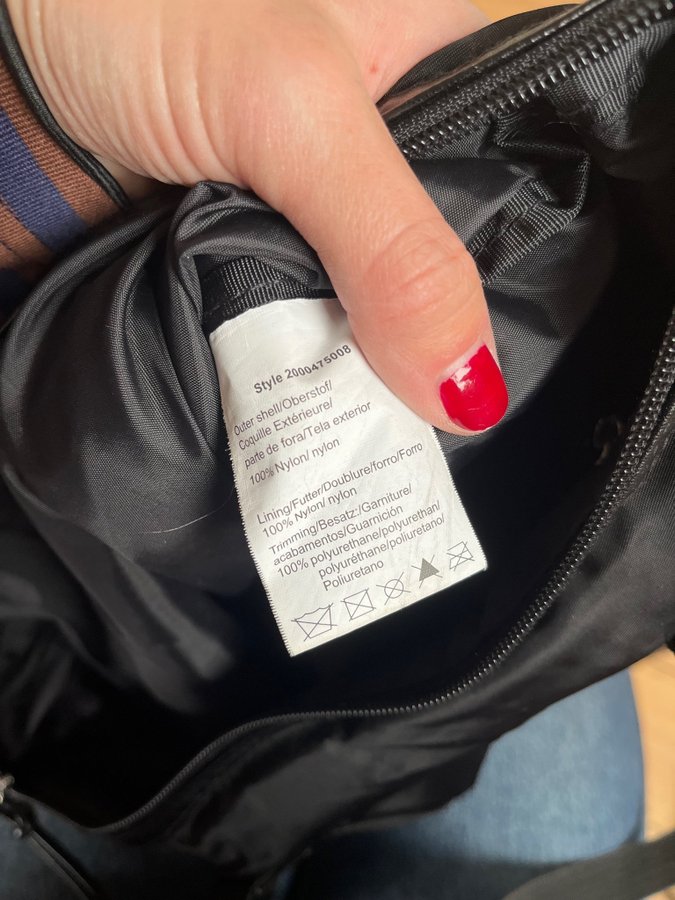 Style 2000475008
Outer shell/Oberstof/
Coquille Extérieure/
parte de fora/Tela exterior
100% Nylon/ nylon
Lining/Futter/Doublure/forro/Forro
100% Nylon/ nylon
Trimming/Besatz:/Garniture/
acabamentos/Guarnición
100% polyurethane/polyurethan/
polyuréthane/poliuretano/
Poliuretano